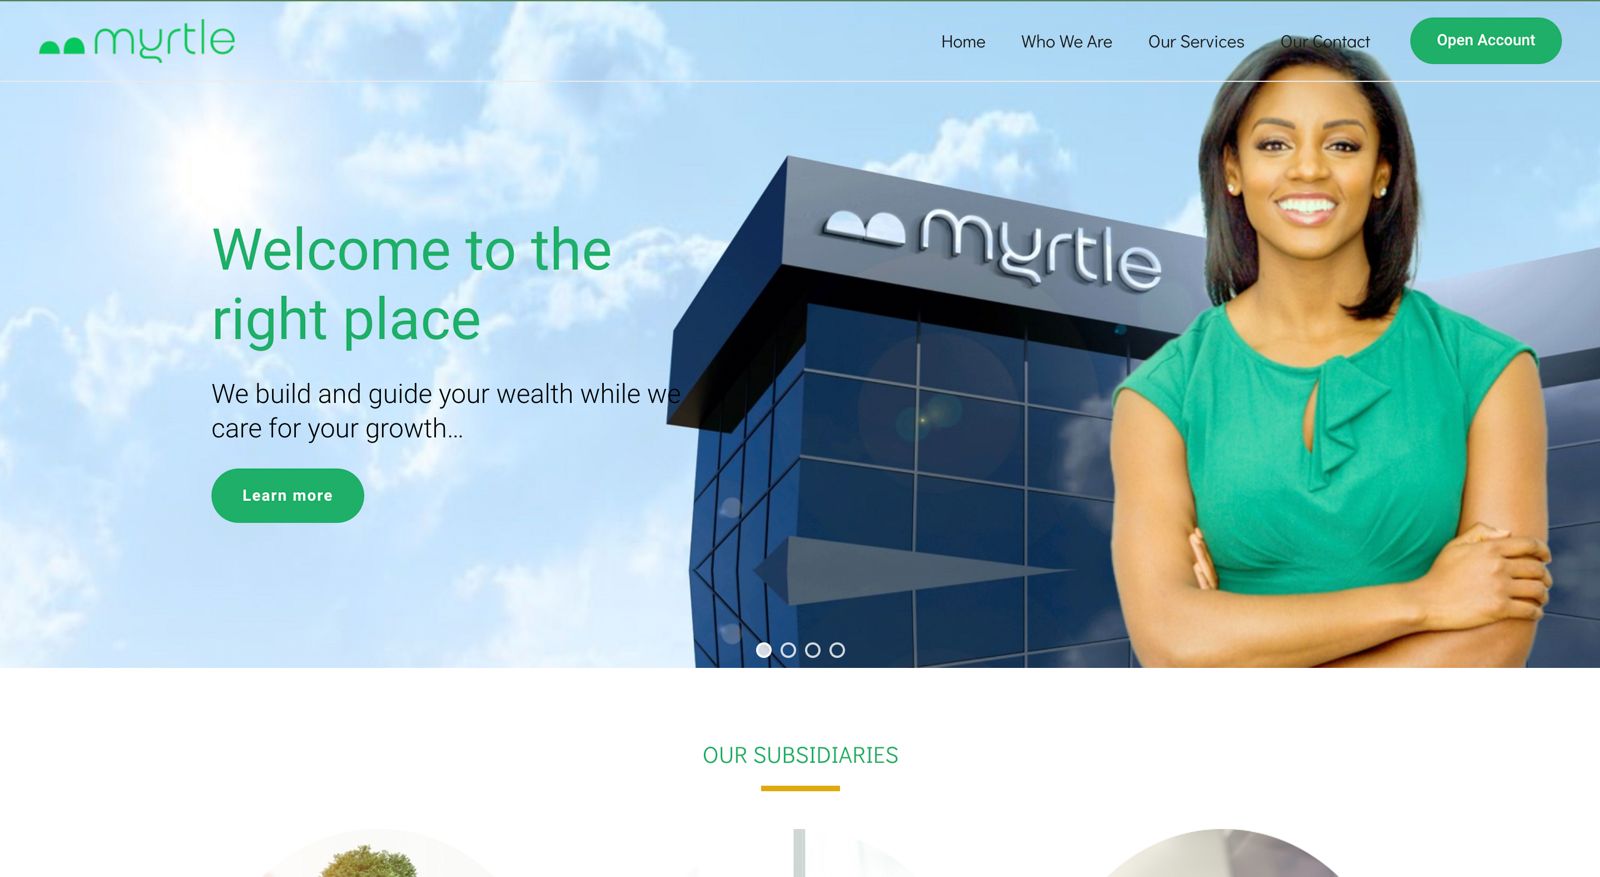 myrtle
Home
Who We Are
Our Services
Our Contact
Open Account
myrtle
Welcome to the
right place
We build and guide your wealth while we
care for your growth...
Learn more
OUR SUBSIDIARIES